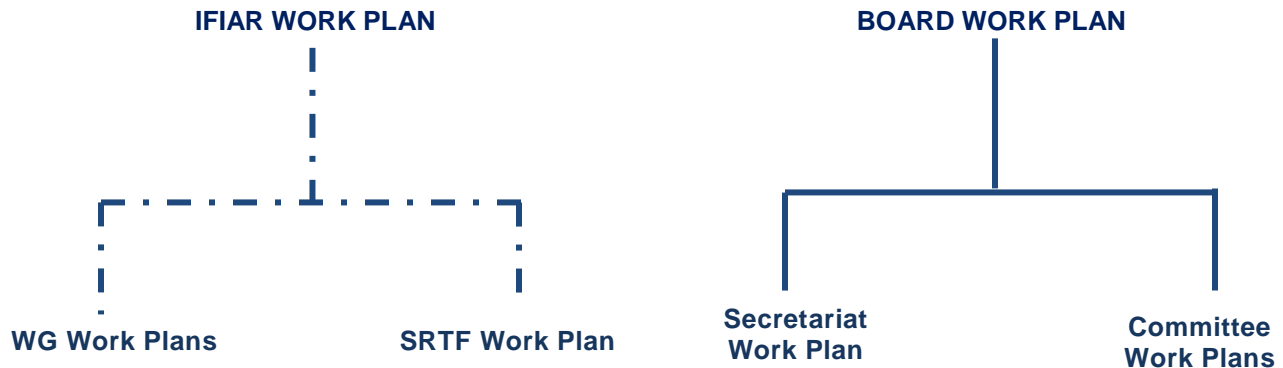 IFIAR WORK PLAN
BOARD WORK PLAN
WG Work Plans
SRTF Work Plan
Secretariat
Work Plan
Committee
Work Plans